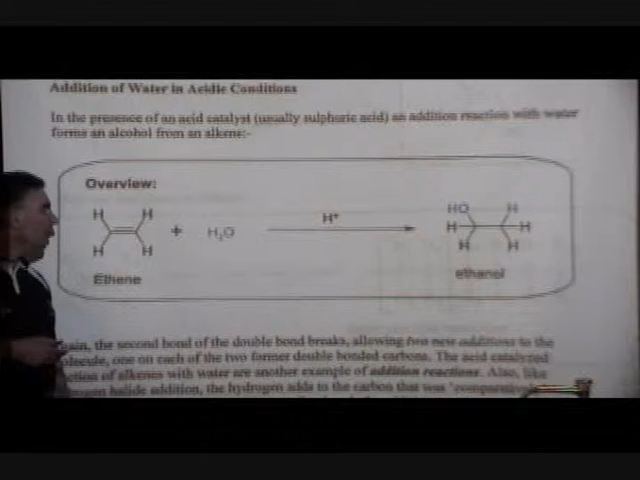 Addition of Water in Acidic Conditions
In the presence of an acid catalyst (usually sulphuric acid) an addition reaction with water
forms an alcohol from an alkene:-
Overview:
H H HO H
H⁺ H H
+ H₂O
H H H H
Ethene ethanol
the second bond of the double bond breaks, allowing two new additions to the
one on each of the two former double bonded carbons. The acid catalyzed
of alkenes with water are another example of addition reactions. Also, like
halide addition, the hydrogen adds to the carbon that was 'comparatively